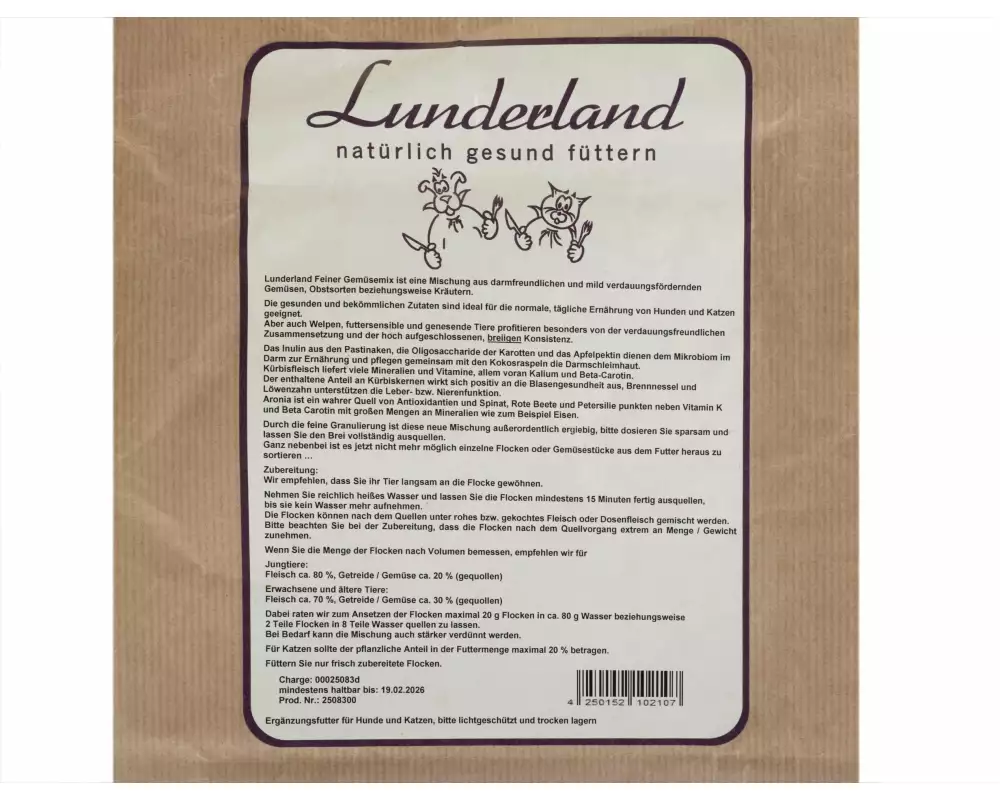 Lunderland
natürlich gesund füttern
Lunderland Feiner Gemüsemix ist eine Mischung aus darmfreundlichen und mild verdauungsfördernden
Gemüsen, Obstsorten beziehungsweise Kräutern.
Die gesunden und bekömmlichen Zutaten sind ideal für die normale, tägliche Ernährung von Hunden und Katzen
geeignet.
Aber auch Welpen, futtersensible und genesende Tiere profitieren besonders von der verdauungsfreundlichen
Zusammensetzung und der hoch aufgeschlossenen, breiigen Konsistenz.
Das Inulin aus den Pastinaken, die Oligosaccharide der Karotten und das Apfelpektin dienen dem Mikrobiom im
Darm zur Ernährung und pflegen gemeinsam mit den Kokosraspeln die Darmschleimhaut.
Kürbisfleisch liefert viele Mineralien und Vitamine, allem voran Kalium und Beta-Carotin.
Der enthaltene Anteil an Kürbiskernen wirkt sich positiv an die Blasengesundheit aus, Brennnessel und
Löwenzahn unterstützen die Leber- bzw. Nierenfunktion.
Aronia ist ein wahrer Quell von Antioxidantien und Spinat, Rote Beete und Petersilie punkten neben Vitamin K
und Beta Carotin mit großen Mengen an Mineralien wie zum Beispiel Eisen.
Durch die feine Granulierung ist diese neue Mischung außerordentlich ergiebig, bitte dosieren Sie sparsam und
lassen Sie den Brei vollständig ausquellen.
Ganz nebenbei ist es jetzt nicht mehr möglich einzelne Flocken oder Gemüsestücke aus dem Futter heraus zu
sortieren ...
Zubereitung:
Wir empfehlen, dass Sie ihr Tier langsam an die Flocke gewöhnen.
Nehmen Sie reichlich heißes Wasser und lassen Sie die Flocken mindestens 15 Minuten fertig ausquellen,
bis sie kein Wasser mehr aufnehmen.
Die Flocken können nach dem Quellen unter rohes bzw. gekochtes Fleisch oder Dosenfleisch gemischt werden.
Bitte beachten Sie bei der Zubereitung, dass die Flocken nach dem Quellvorgang extrem an Menge / Gewicht
zunehmen.
Wenn Sie die Menge der Flocken nach Volumen bemessen, empfehlen wir für
Jungtiere:
Fleisch ca. 80 %, Getreide / Gemüse ca. 20 % (gequollen)
Erwachsene und ältere Tiere:
Fleisch ca. 70 %, Getreide / Gemüse ca. 30 % (gequollen)
Dabei raten wir zum Ansetzen der Flocken maximal 20 g Flocken in ca. 80 g Wasser beziehungsweise
2 Teile Flocken in 8 Teile Wasser quellen zu lassen.
Bei Bedarf kann die Mischung auch stärker verdünnt werden.
Für Katzen sollte der pflanzliche Anteil in der Futtermenge maximal 20 % betragen.
Füttern Sie nur frisch zubereitete Flocken.
Charge: 00025083d
mindestens haltbar bis: 19.02.2026
Prod. Nr.: 2508300
4 250152 102107
Ergänzungsfutter für Hunde und Katzen, bitte lichtgeschützt und trocken lagern